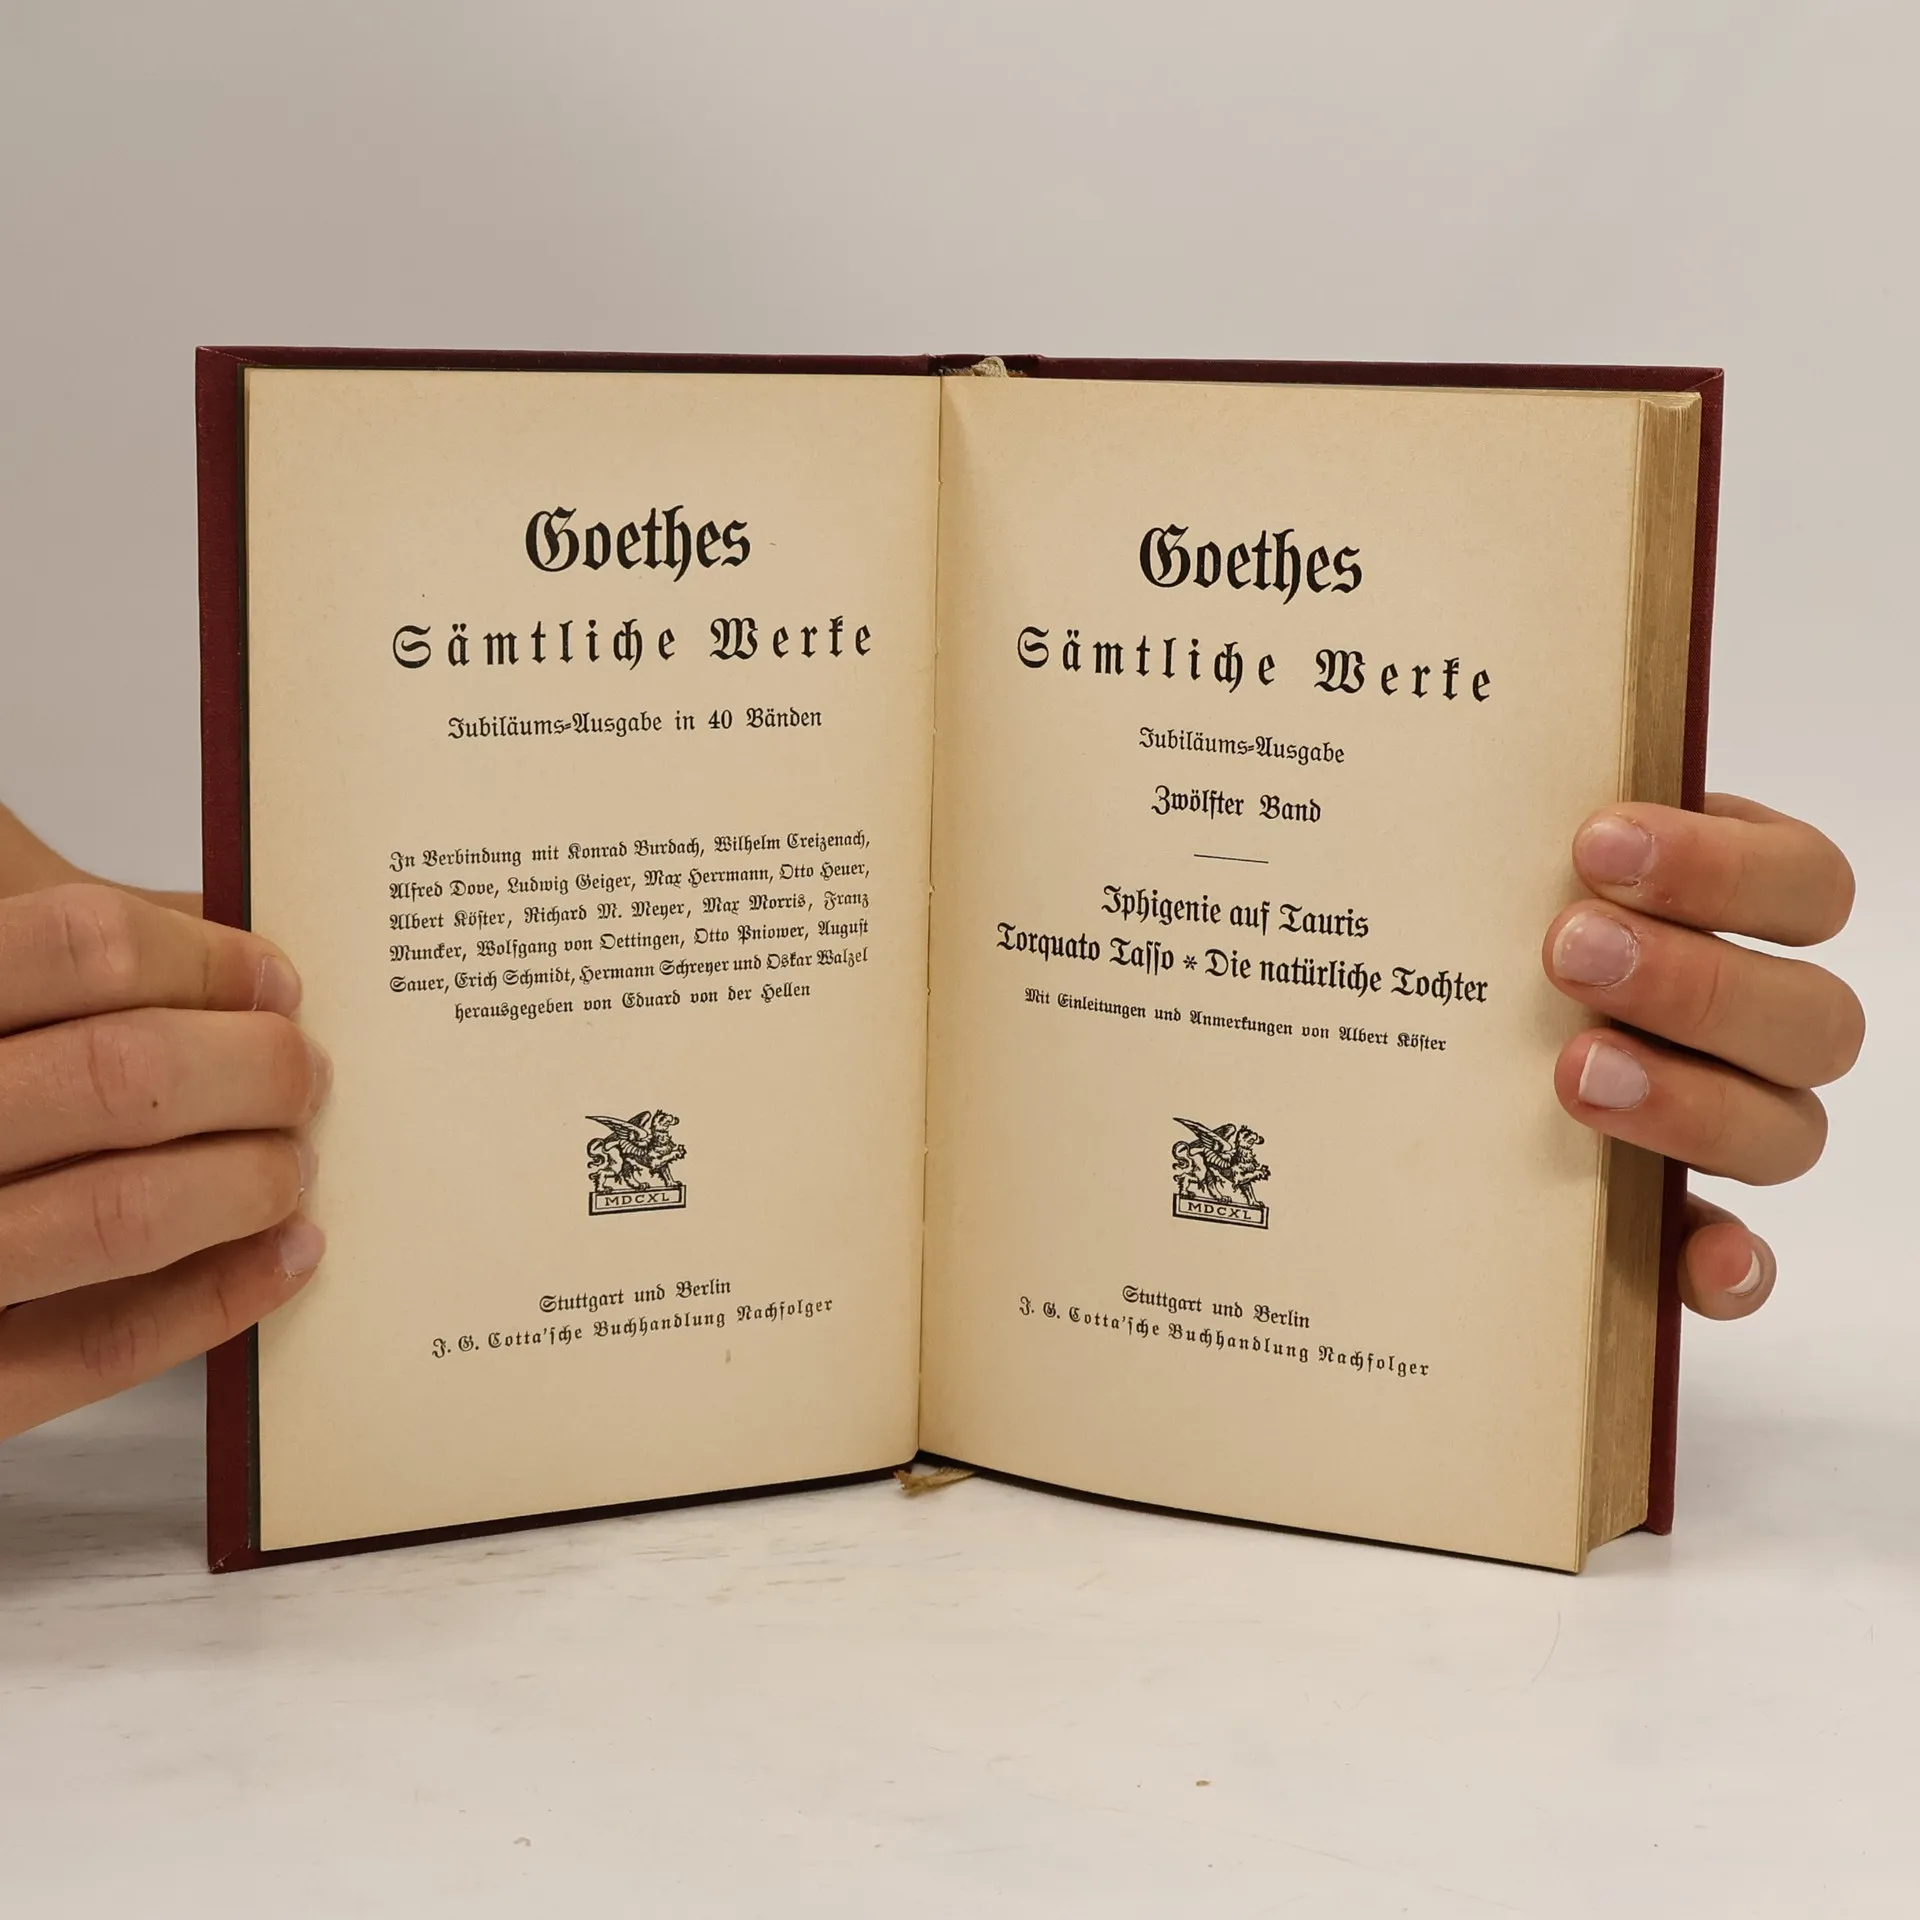 Goethes
Sämtliche Werke
Jubiläums-Ausgabe in 40 Bänden
In Verbindung mit Konrad Burdach, Wilhelm Creizenach,
Alfred Dove, Ludwig Geiger, Max Herrmann, Otto Heuer,
Albert Köster, Richard M. Meyer, Max Morris, Franz
Muncker, Wolfgang von Oettingen, Otto Pniower, August
Sauer, Erich Schmidt, Hermann Schreyer und Oskar Walzel
herausgegeben von Eduard von der Hellen
MDCXL
Stuttgart und Berlin
J. G. Cotta'sche Buchhandlung Nachfolger
Goethes
Sämtliche Werke
Jubiläums-Ausgabe
Zwölfter Band
Iphigenie auf Tauris
Torquato Tasso * Die natürliche Tochter
Mit Einleitungen und Anmerkungen von Albert Köster
MDCXL
Stuttgart und Berlin
J. G. Cotta'sche Buchhandlung Nachfolger